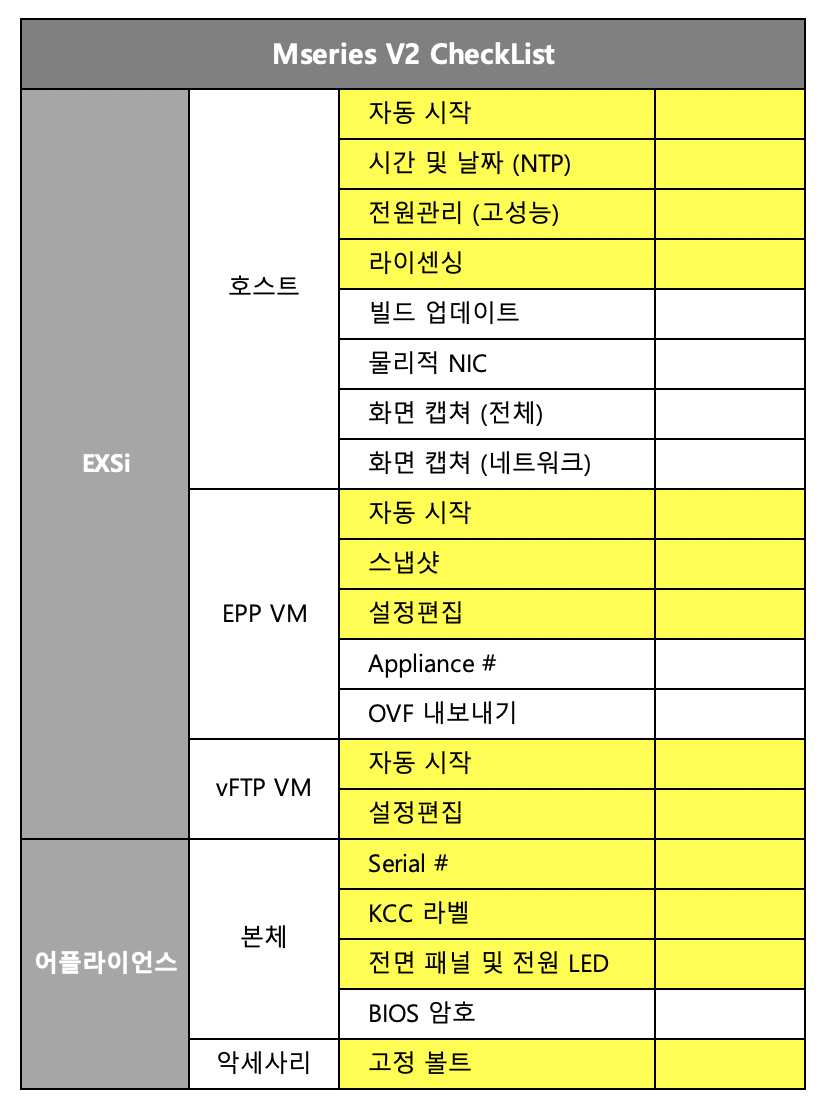 Mseries V2 CheckList
EXSi
호스트
자동 시작
시간 및 날짜 (NTP)
전원관리 (고성능)
라이센싱
빌드 업데이트
물리적 NIC
화면 캡쳐 (전체)
화면 캡쳐 (네트워크)
EPP VM
자동 시작
스냅샷
설정편집
Appliance #
OVF 내보내기
vFTP VM
자동 시작
설정편집
어플라이언스
본체
Serial #
KCC 라벨
전면 패널 및 전원 LED
BIOS 암호
악세사리
고정 볼트